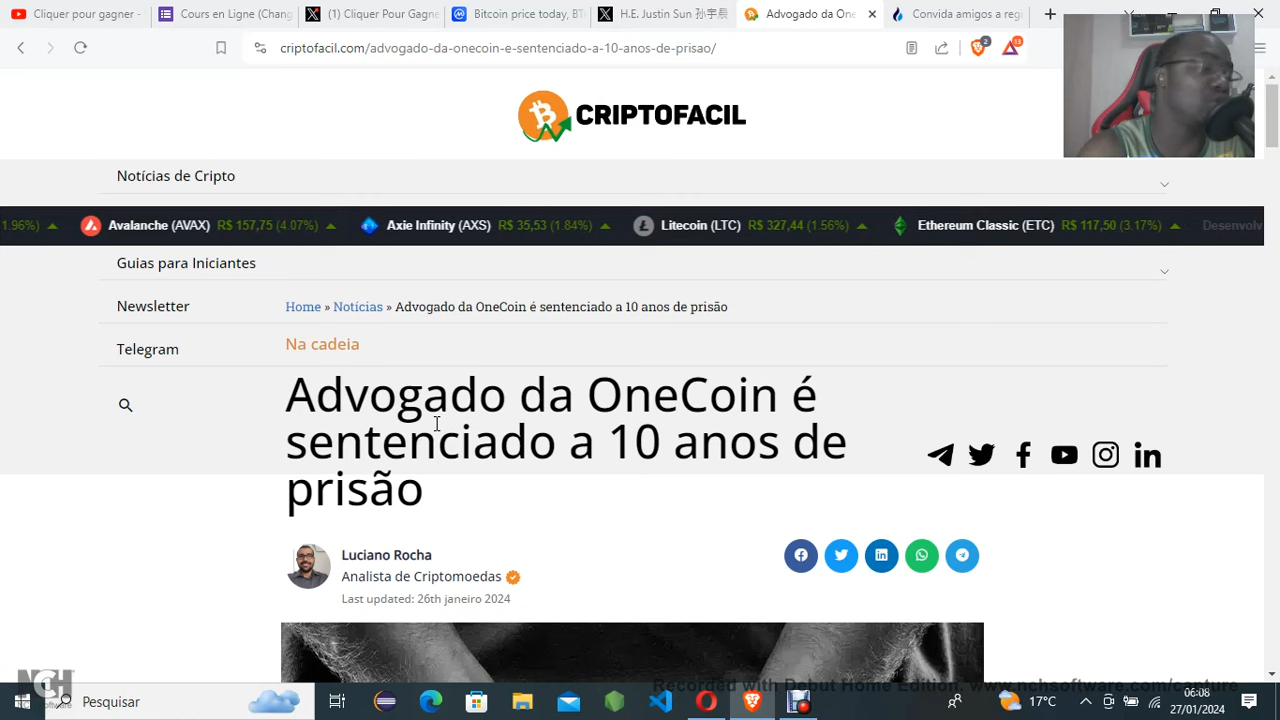 Cliquer pour gagner -
Cours en Ligne (Chang
(1) Cliquer Pour Gagne
Bitcoin price today, BT
H.E. Justin Sun 孙宇晨
Advogado da One
Convida amigos a reg
criptofacil.com/advogado-da-onecoin-e-sentenciado-a-10-anos-de-prisao/
2
13
CRIPTOFACIL
Notícias de Cripto
1.96%) Avalanche (AVAX) R$ 157,75 (4.07%) Axie Infinity (AXS) R$ 35,53 (1.84%) Litecoin (LTC) R$ 327,44 (1.56%) Ethereum Classic (ETC) R$ 117,50 (3.17%) Desenvolv
Guias para Iniciantes
Newsletter
Home » Notícias » Advogado da OneCoin é sentenciado a 10 anos de prisão
Telegram
Na cadeia
Advogado da OneCoin é
sentenciado a 10 anos de
prisão
Luciano Rocha
Analista de Criptomoedas
Last updated: 26th janeiro 2024
NCH
Software
Recorded with Debut Home Edition. www.nchsoftware.com/capture
Pesquisar
17°C
06:08
27/01/2024